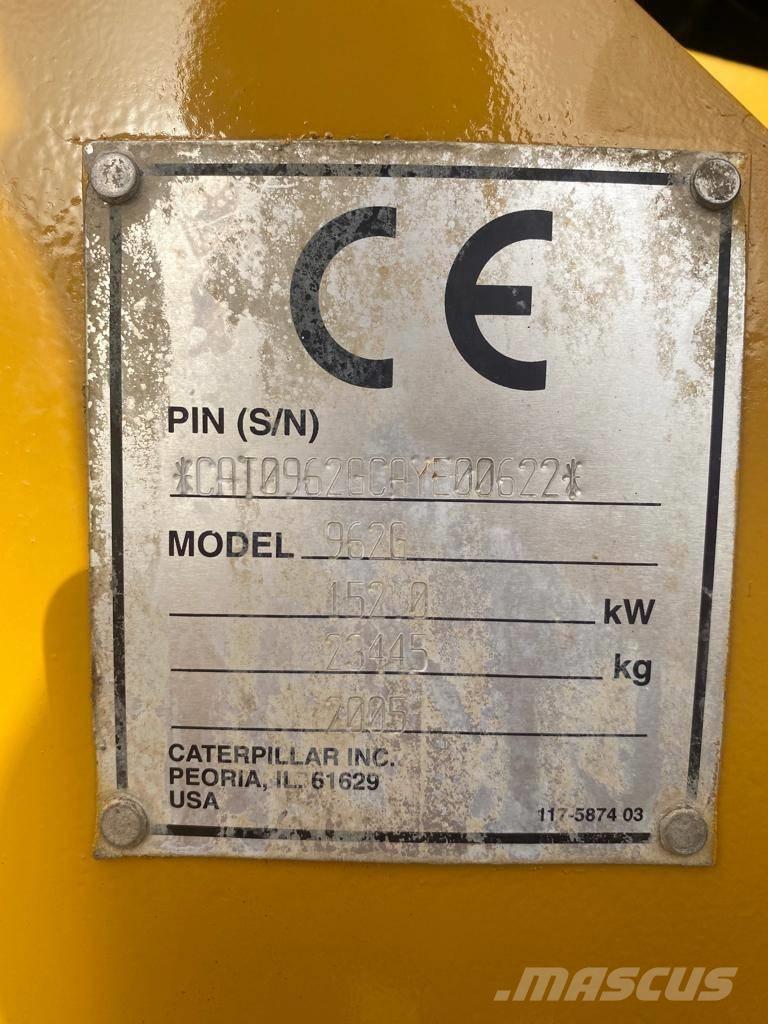 CE
PIN (S/N)
*CAT0962GCAYE00622*
MODEL 962G
kW
23445 kg
2005
CATERPILLAR INC.
PEORIA, IL. 61629
USA
117-5874 03
MASCUS